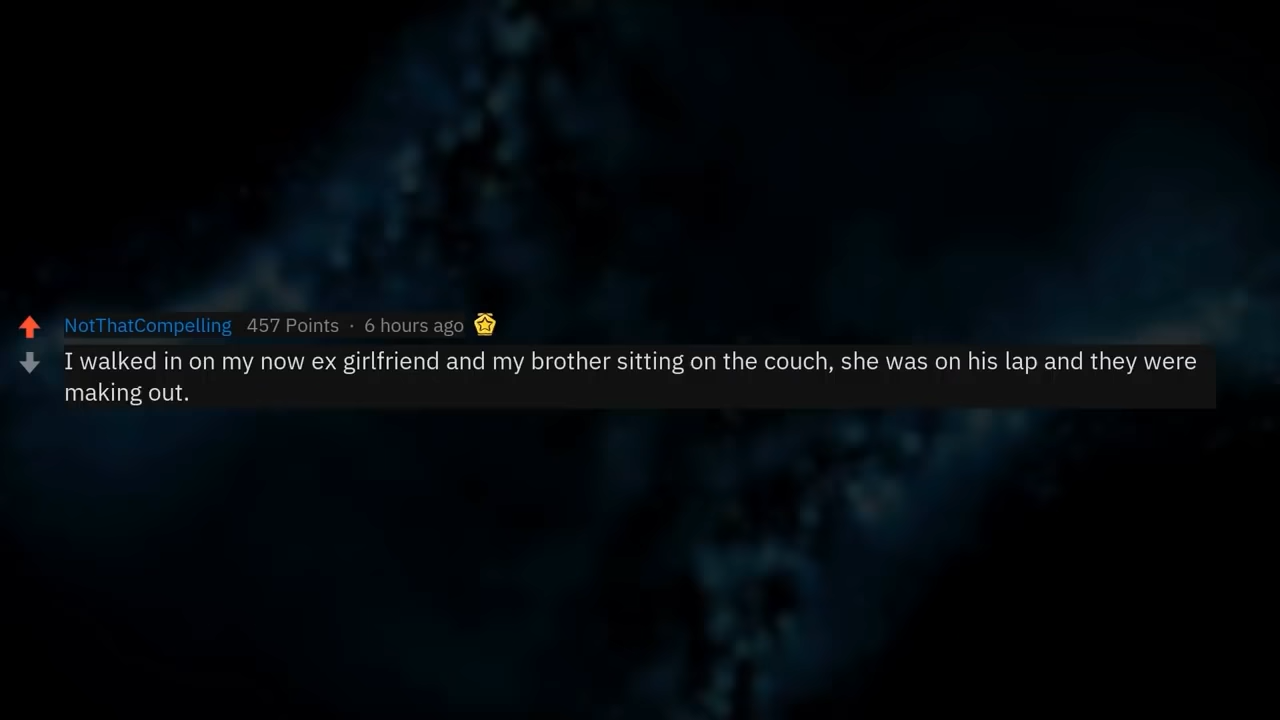 NotThatCompelling 457 Points · 6 hours ago
I walked in on my now ex girlfriend and my brother sitting on the couch, she was on his lap and they were
making out.